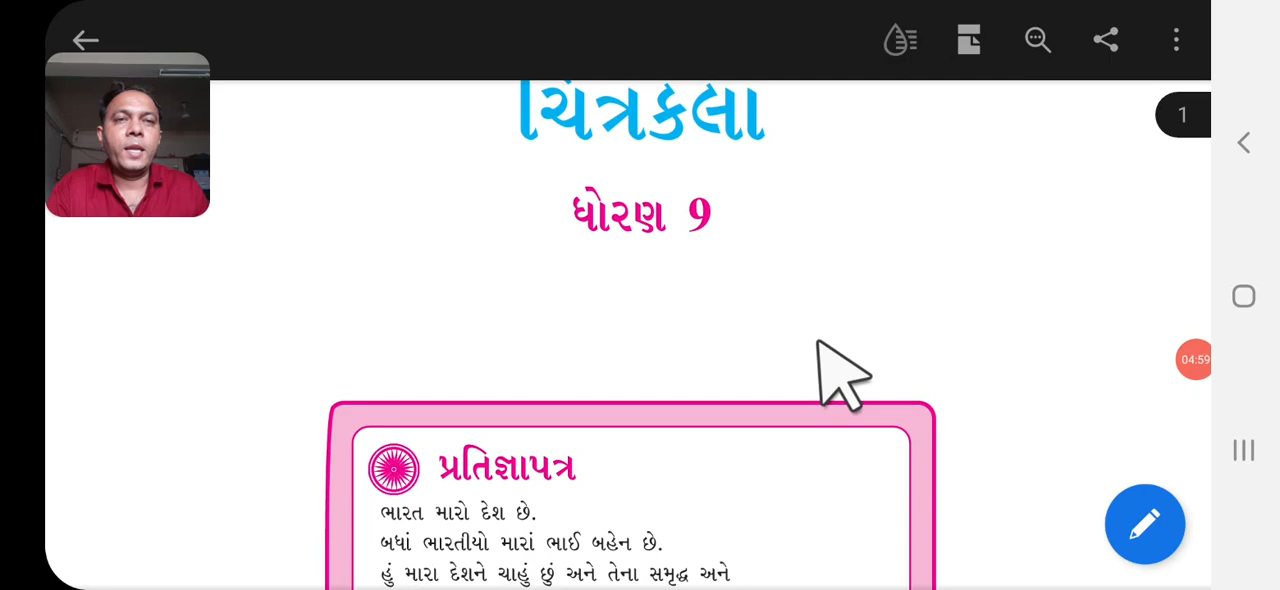 ચિત્રકલા
1
ધોરણ 9
04:59
પ્રતિજ્ઞાપત્ર
ભારત મારો દેશ છે.
બધાં ભારતીયો મારાં ભાઈ બહેન છે.
હું મારા દેશને ચાહું છું અને તેના સમૃદ્ધ અને